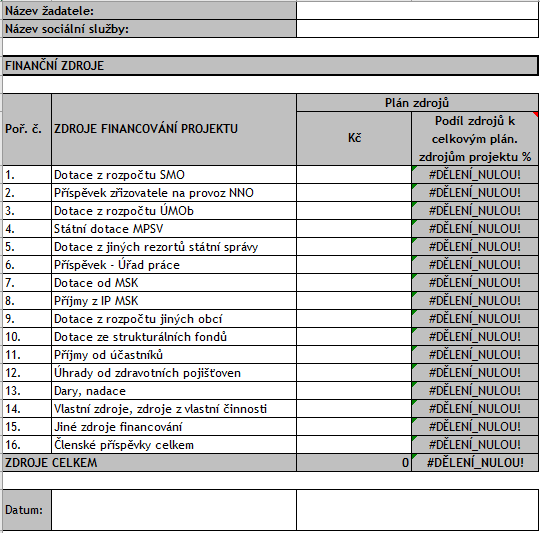 Název žadatele:
Název sociální služby:
FINANČNÍ ZDROJE
Poř. č. ZDROJE FINANCOVÁNÍ PROJEKTU Plán zdrojů
Kč Podíl zdrojů k celkovým plán. zdrojům projektu %
1. Dotace z rozpočtu SMO #DĚLENÍ_NULOU!
2. Příspěvek zřizovatele na provoz NNO #DĚLENÍ_NULOU!
3. Dotace z rozpočtu ÚMOb #DĚLENÍ_NULOU!
4. Státní dotace MPSV #DĚLENÍ_NULOU!
5. Dotace z jiných rezortů státní správy #DĚLENÍ_NULOU!
6. Příspěvek - Úřad práce #DĚLENÍ_NULOU!
7. Dotace od MSK #DĚLENÍ_NULOU!
8. Příjmy z IP MSK #DĚLENÍ_NULOU!
9. Dotace z rozpočtu jiných obcí #DĚLENÍ_NULOU!
10. Dotace ze strukturálních fondů #DĚLENÍ_NULOU!
11. Příjmy od účastníků #DĚLENÍ_NULOU!
12. Úhrady od zdravotních pojišťoven #DĚLENÍ_NULOU!
13. Dary, nadace #DĚLENÍ_NULOU!
14. Vlastní zdroje, zdroje z vlastní činnosti #DĚLENÍ_NULOU!
15. Jiné zdroje financování #DĚLENÍ_NULOU!
16. Členské příspěvky celkem #DĚLENÍ_NULOU!
ZDROJE CELKEM 0 #DĚLENÍ_NULOU!
Datum: